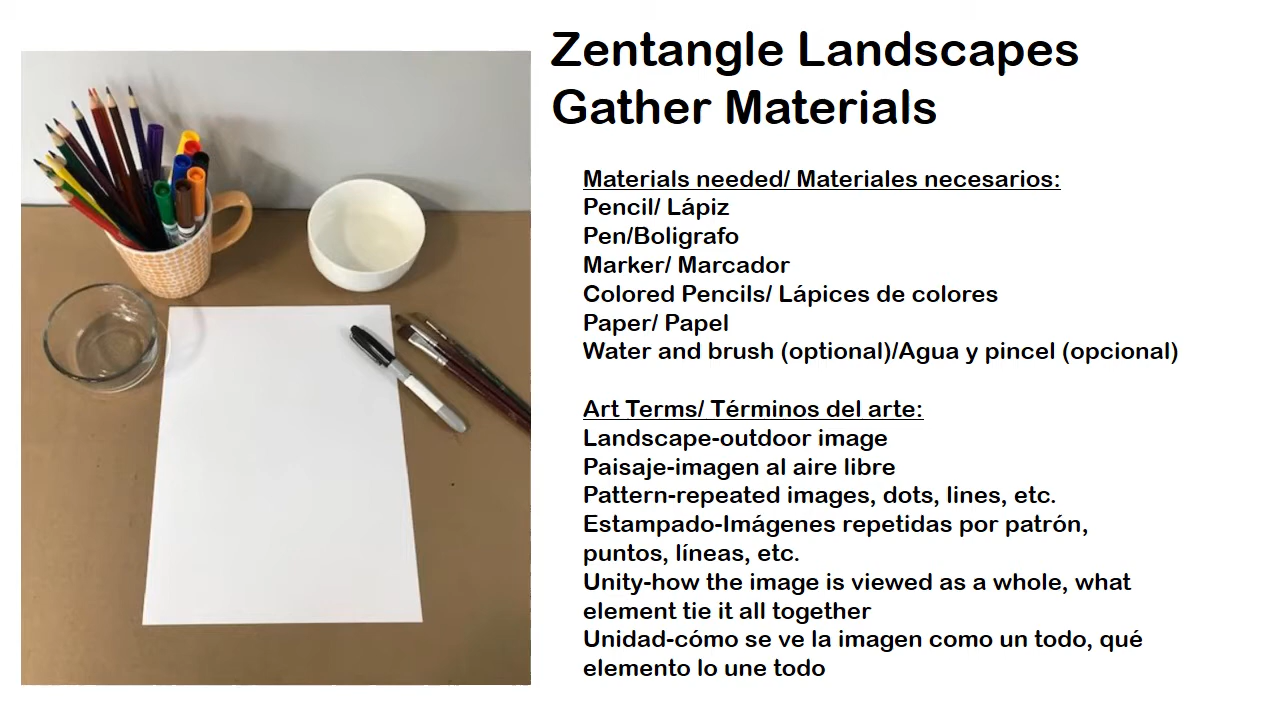 Zentangle Landscapes
Gather Materials
Materials needed/ Materiales necesarios:
Pencil/ Lápiz
Pen/Boligrafo
Marker/ Marcador
Colored Pencils/ Lápices de colores
Paper/ Papel
Water and brush (optional)/Agua y pincel (opcional)
Art Terms/ Términos del arte:
Landscape-outdoor image
Paisaje-imagen al aire libre
Pattern-repeated images, dots, lines, etc.
Estampado-Imágenes repetidas por patrón,
puntos, líneas, etc.
Unity-how the image is viewed as a whole, what
element tie it all together
Unidad-cómo se ve la imagen como un todo, qué
elemento lo une todo